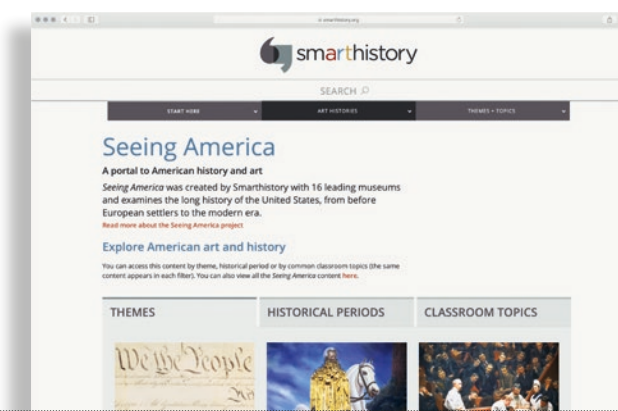 smarthistory.org
smarthistory
SEARCH
START HERE
ART HISTORIES
THEMES + TOPICS
Seeing America
A portal to American history and art
Seeing America was created by Smarthistory with 16 leading museums
and examines the long history of the
United States, from before
European settlers to the modern era.
Read more about the Seeing America project
Explore American art and history
You can access this content by theme, historical period or by common classroom topics (the same
content appears in each filter). You can also view all the Seeing America content here.
THEMES
HISTORICAL PERIODS
CLASSROOM TOPICS
We the People